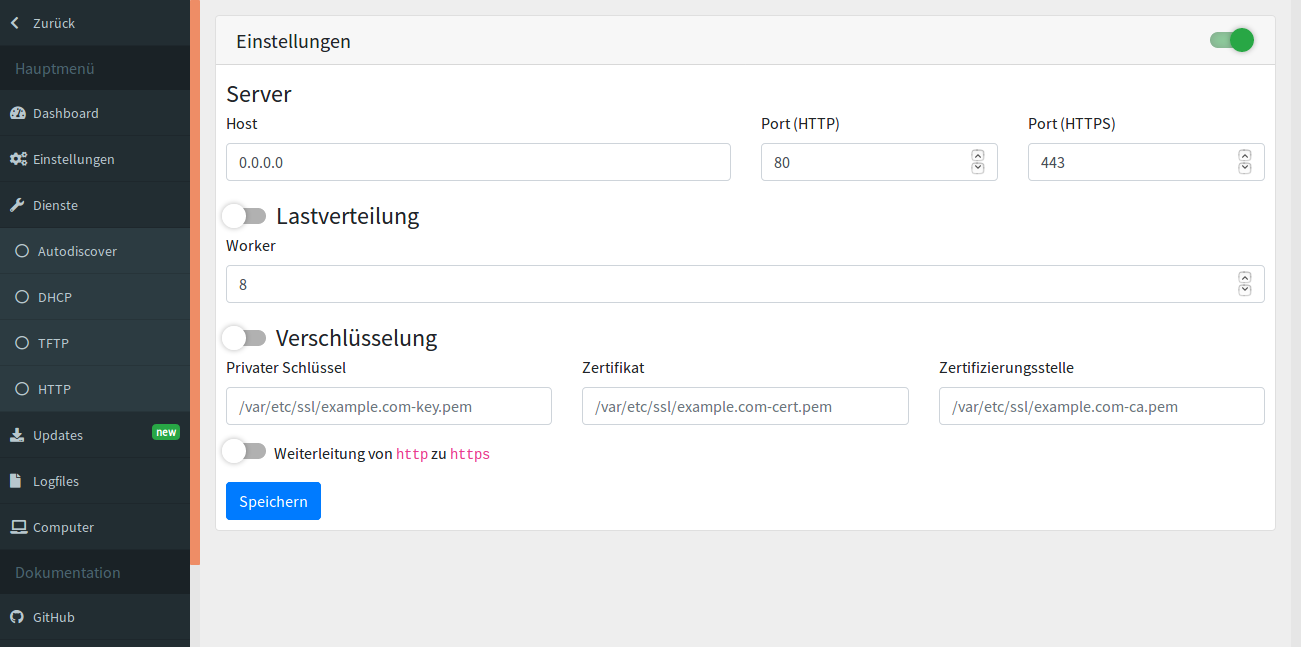 Zurück
Hauptmenü
Dashboard
Einstellungen
Dienste
Autodiscover
DHCP
TFTP
HTTP
Updates new
Logfiles
Computer
Dokumentation
GitHub
Einstellungen
Server
Host Port (HTTP) Port (HTTPS)
0.0.0.0 80 443
Lastverteilung
Worker
8
Verschlüsselung
Privater Schlüssel Zertifikat Zertifizierungsstelle
/var/etc/ssl/example.com-key.pem /var/etc/ssl/example.com-cert.pem /var/etc/ssl/example.com-ca.pem
Weiterleitung von http zu https
Speichern